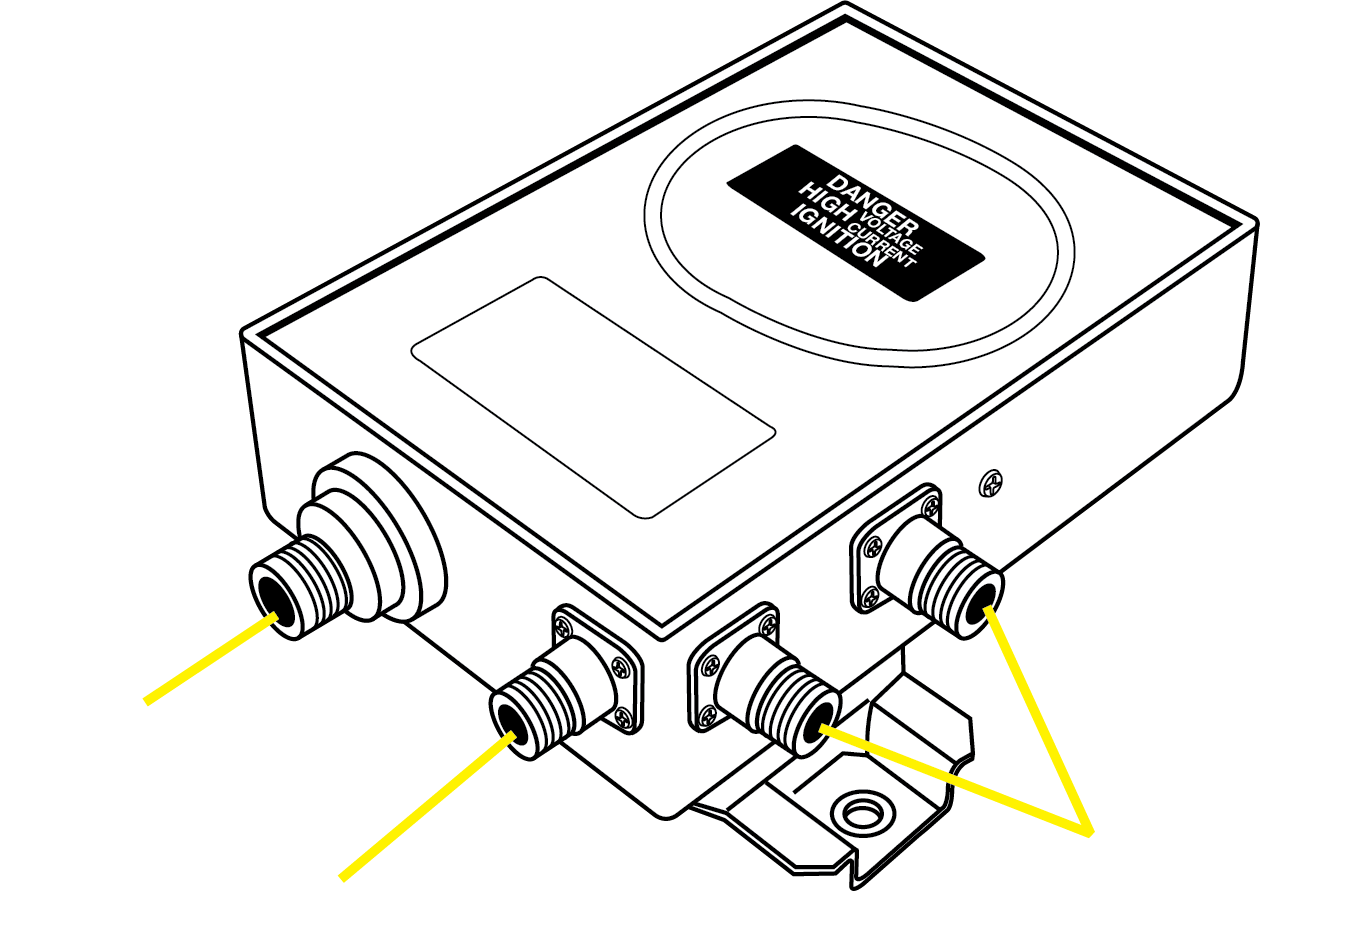 DANGER
HIGH VOLTAGE
CURRENT
IGNITION